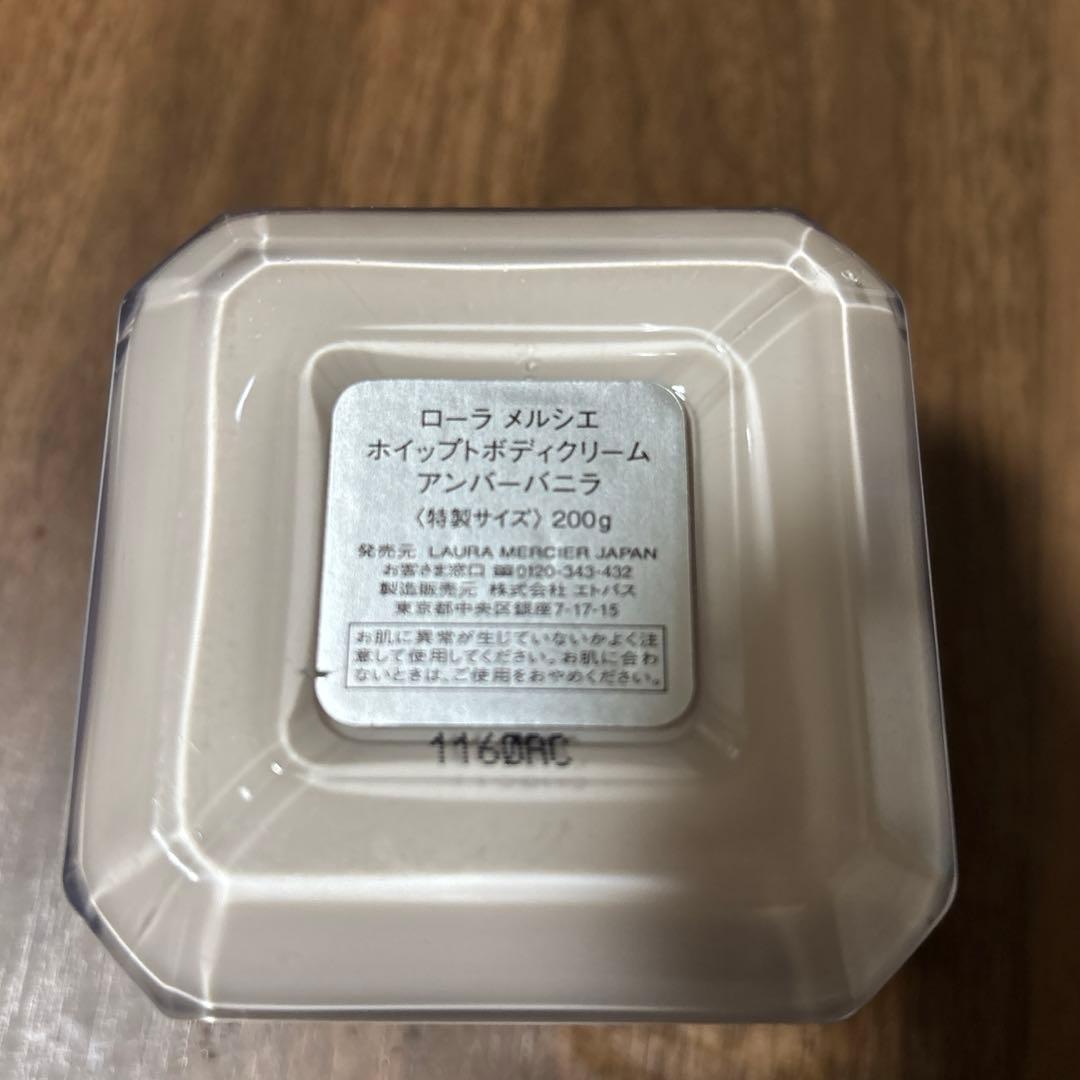 ローラ メルシエ
ホイップトボディクリーム
アンバーバニラ
〈特製サイズ〉200g
発売元 LAURA MERCIER JAPAN
お客さま窓口 ☎0120-343-432
製造販売元 株式会社 エトバス
東京都中央区銀座7-17-15
お肌に異常が生じていないかよく注
意して使用してください。お肌に合わ
ないときは、ご使用をおやめください。
1160AC